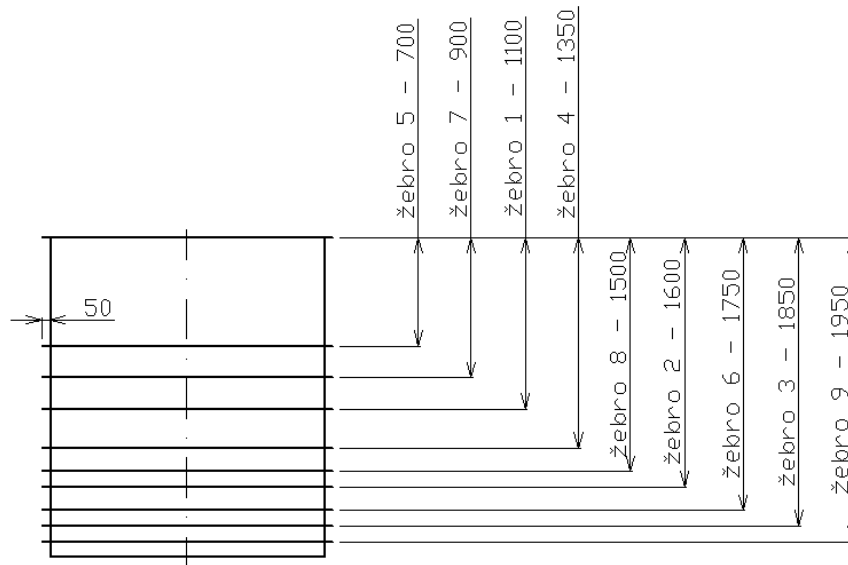 žebro 5 - 700
žebro 7 - 900
žebro 1 - 1100
žebro 4 - 1350
50
žebro 8 - 1500
žebro 2 - 1600
žebro 6 - 1750
žebro 3 - 1850
žebro 9 - 1950